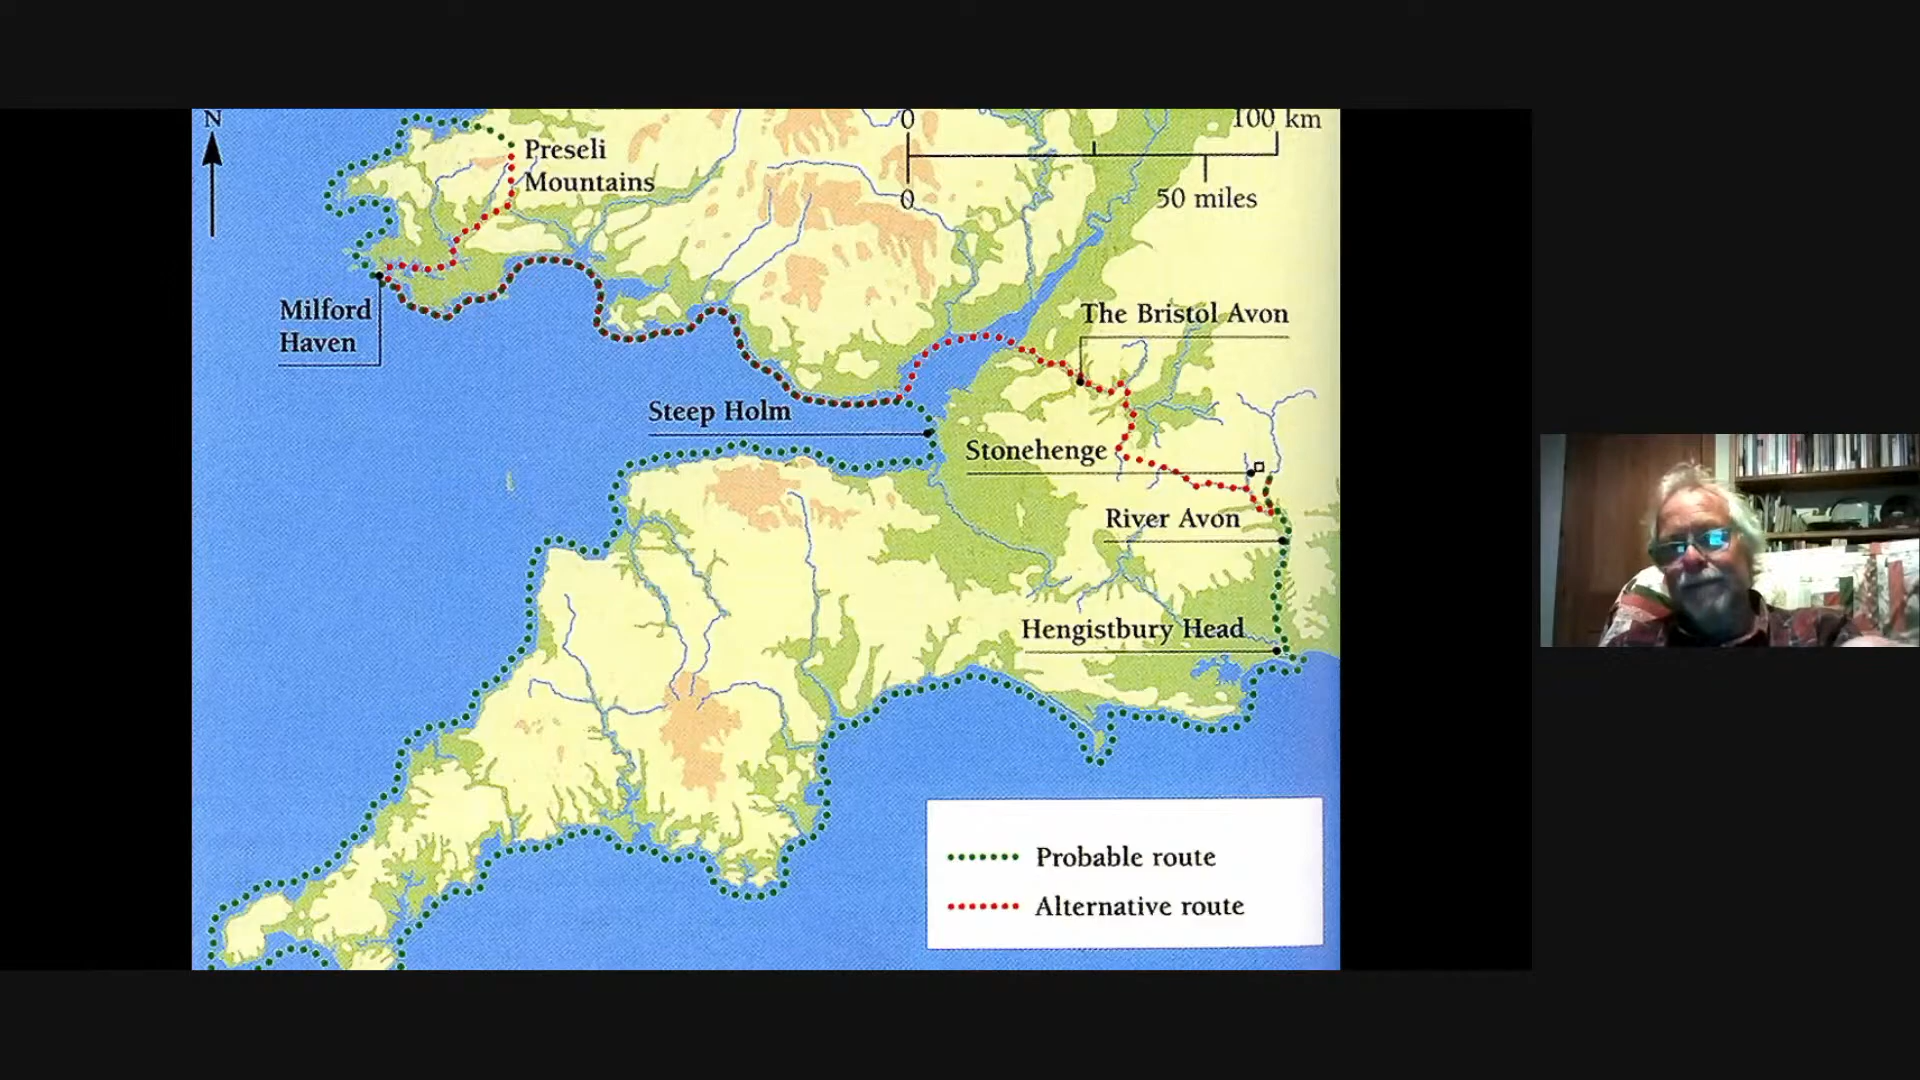 N
0
100 km
Preseli
Mountains
0
50 miles
Milford
Haven
The Bristol Avon
Steep Holm
Stonehenge
River Avon
Hengistbury Head
Probable route
Alternative route